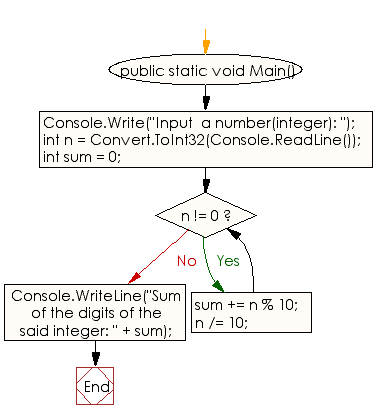 public static void Main()
Console.Write("Input  a number(integer): ");
int n = Convert.ToInt32(Console.ReadLine());
int sum = 0;
n != 0 ?
No
Yes
Console.WriteLine("Sum
of the digits of the
said integer: " + sum);
sum += n % 10;
n /= 10;
End